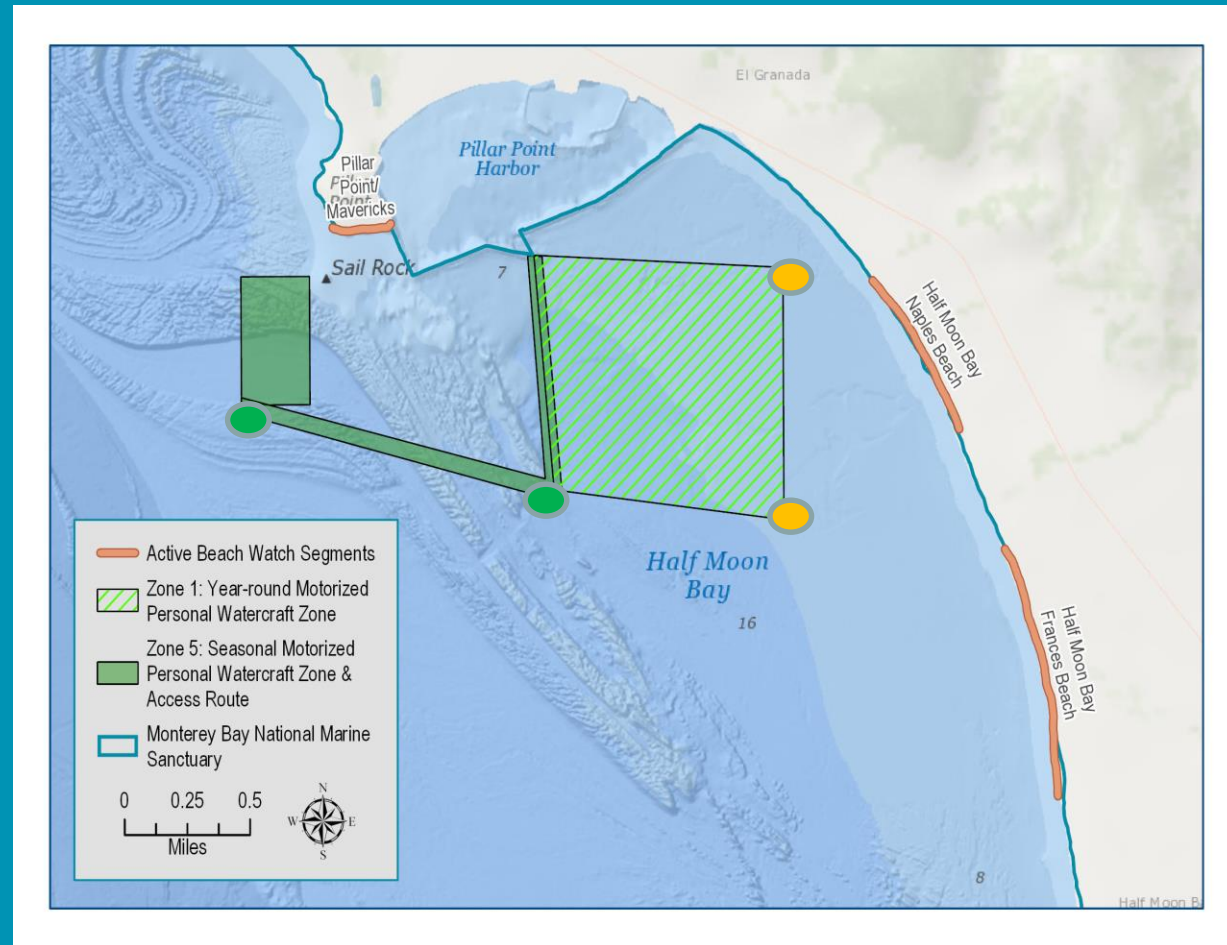 El Granada
Pillar Point
Harbor
Pillar
Point/
Mavericks
Pillar
Point
Sail Rock
7
Half Moon Bay
Naples Beach
Half Moon
Bay
16
Half Moon Bay
Frances Beach
8
Half Moon B
Active Beach Watch Segments
Zone 1: Year-round Motorized
Personal Watercraft Zone
Zone 5: Seasonal Motorized
Personal Watercraft Zone &
Access Route
Monterey Bay National Marine
Sanctuary
0 0.25 0.5
Miles
N
W E
S